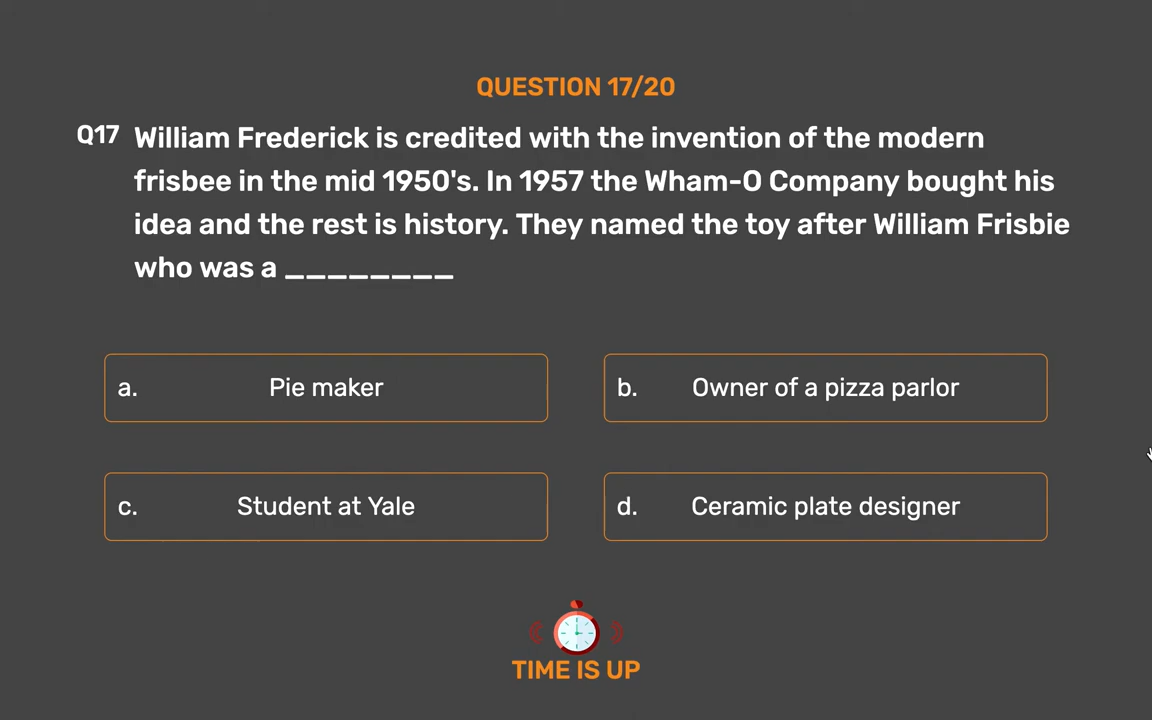 QUESTION 17/20
Q17 William Frederick is credited with the invention of the modern
frisbee in the mid 1950's. In 1957 the Wham-O Company bought his
idea and the rest is history. They named the toy after William Frisbie
who was a ________
a. Pie maker
b. Owner of a pizza parlor
c. Student at Yale
d. Ceramic plate designer
TIME IS UP